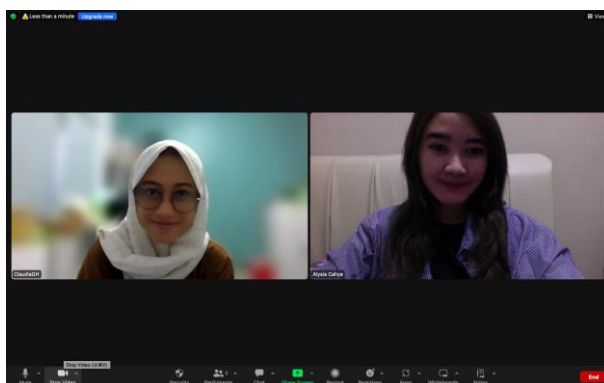 Less than a minute Upgrade now
View
ClaudiaDH
Alysia Cahya
Stop Video (⇧⌘V)
Mute Stop Video Security Participants Chat Share Screen Record Reactions Apps Whiteboards Notes
End